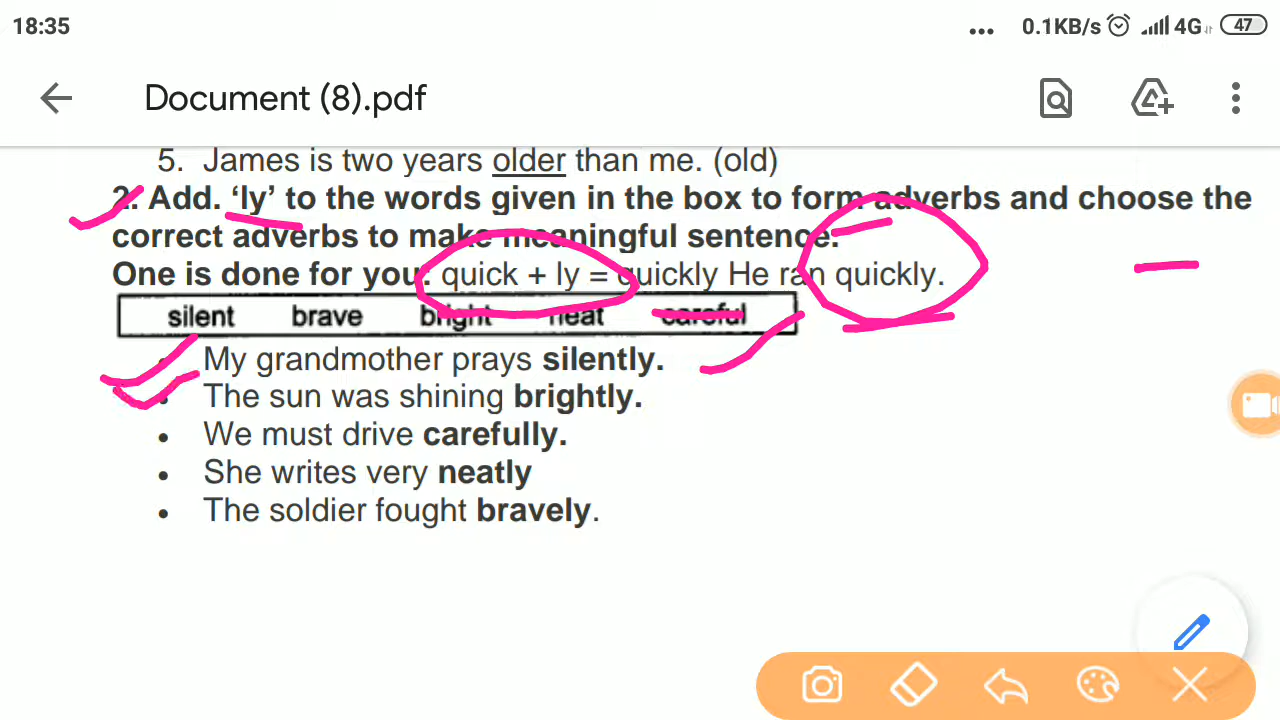 18:35 ... 0.1KB/s 4G 47
Document (8).pdf
5. James is two years older than me. (old)
2. Add. ‘ly’ to the words given in the box to form adverbs and choose the
correct adverbs to make meaningful sentence.
One is done for you: quick + ly = quickly He ran quickly.
silent brave bright neat careful
• My grandmother prays silently.
• The sun was shining brightly.
• We must drive carefully.
• She writes very neatly
• The soldier fought bravely.